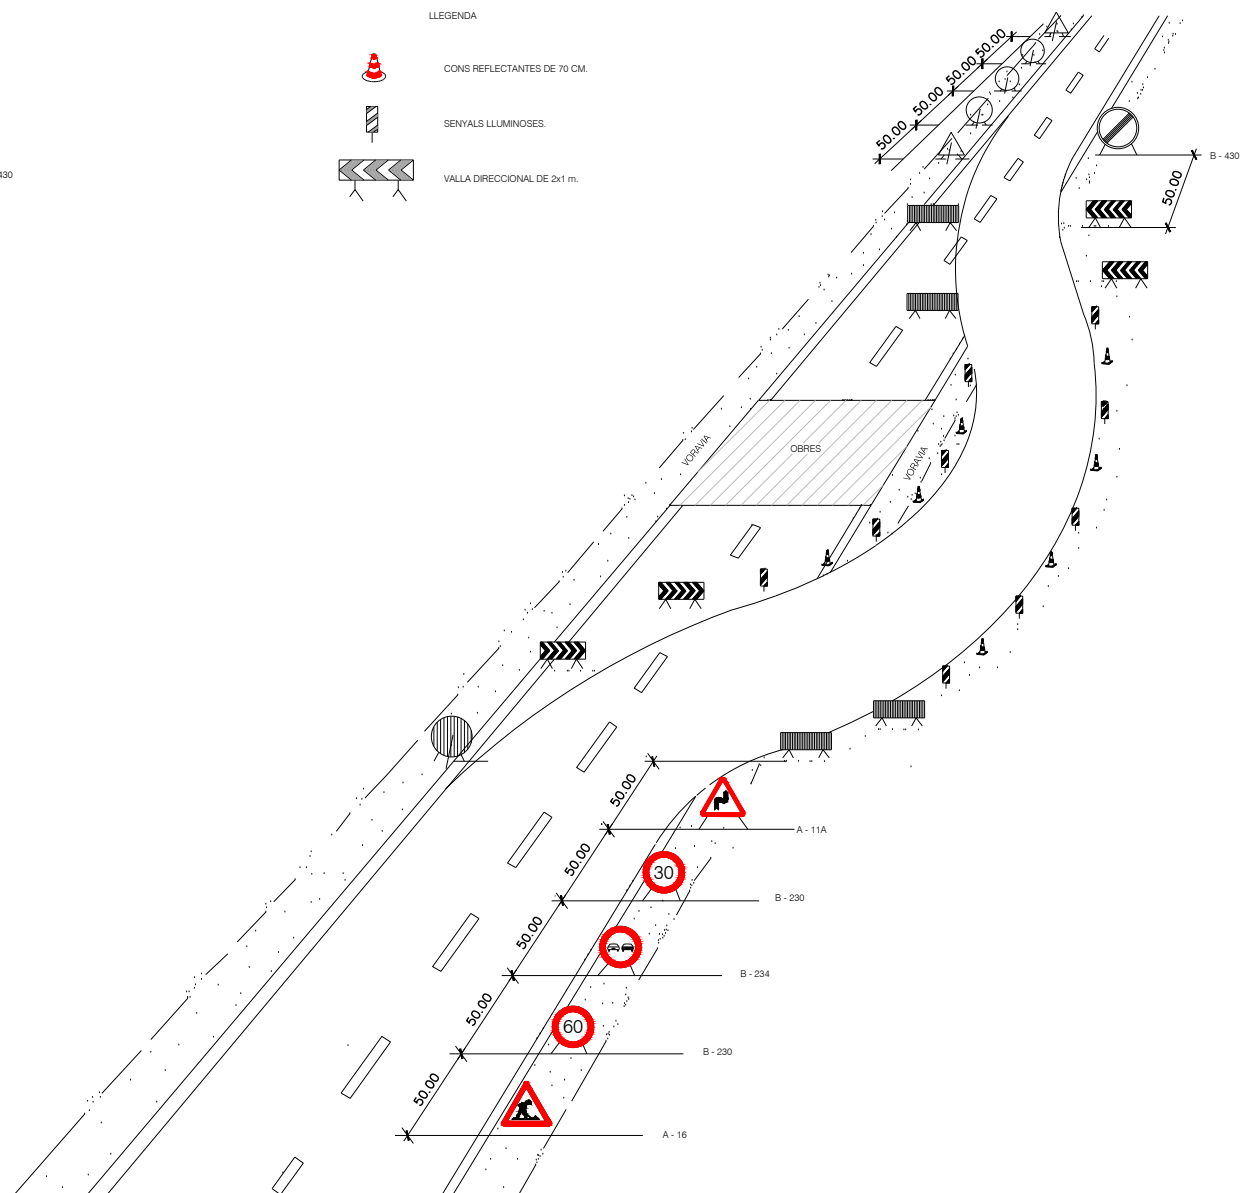 LLEGENDA
CONS REFLECTANTES DE 70 CM.
SENYALS LLUMINOSES.
VALLA DIRECCIONAL DE 2x1 m.
430
50.00
50.00
50.00
50.00
B - 430
50.00
VORAVIA
OBRES
VORAVIA
50.00
A - 11A
50.00
30
B - 230
50.00
B - 234
50.00
60
B - 230
50.00
A - 16